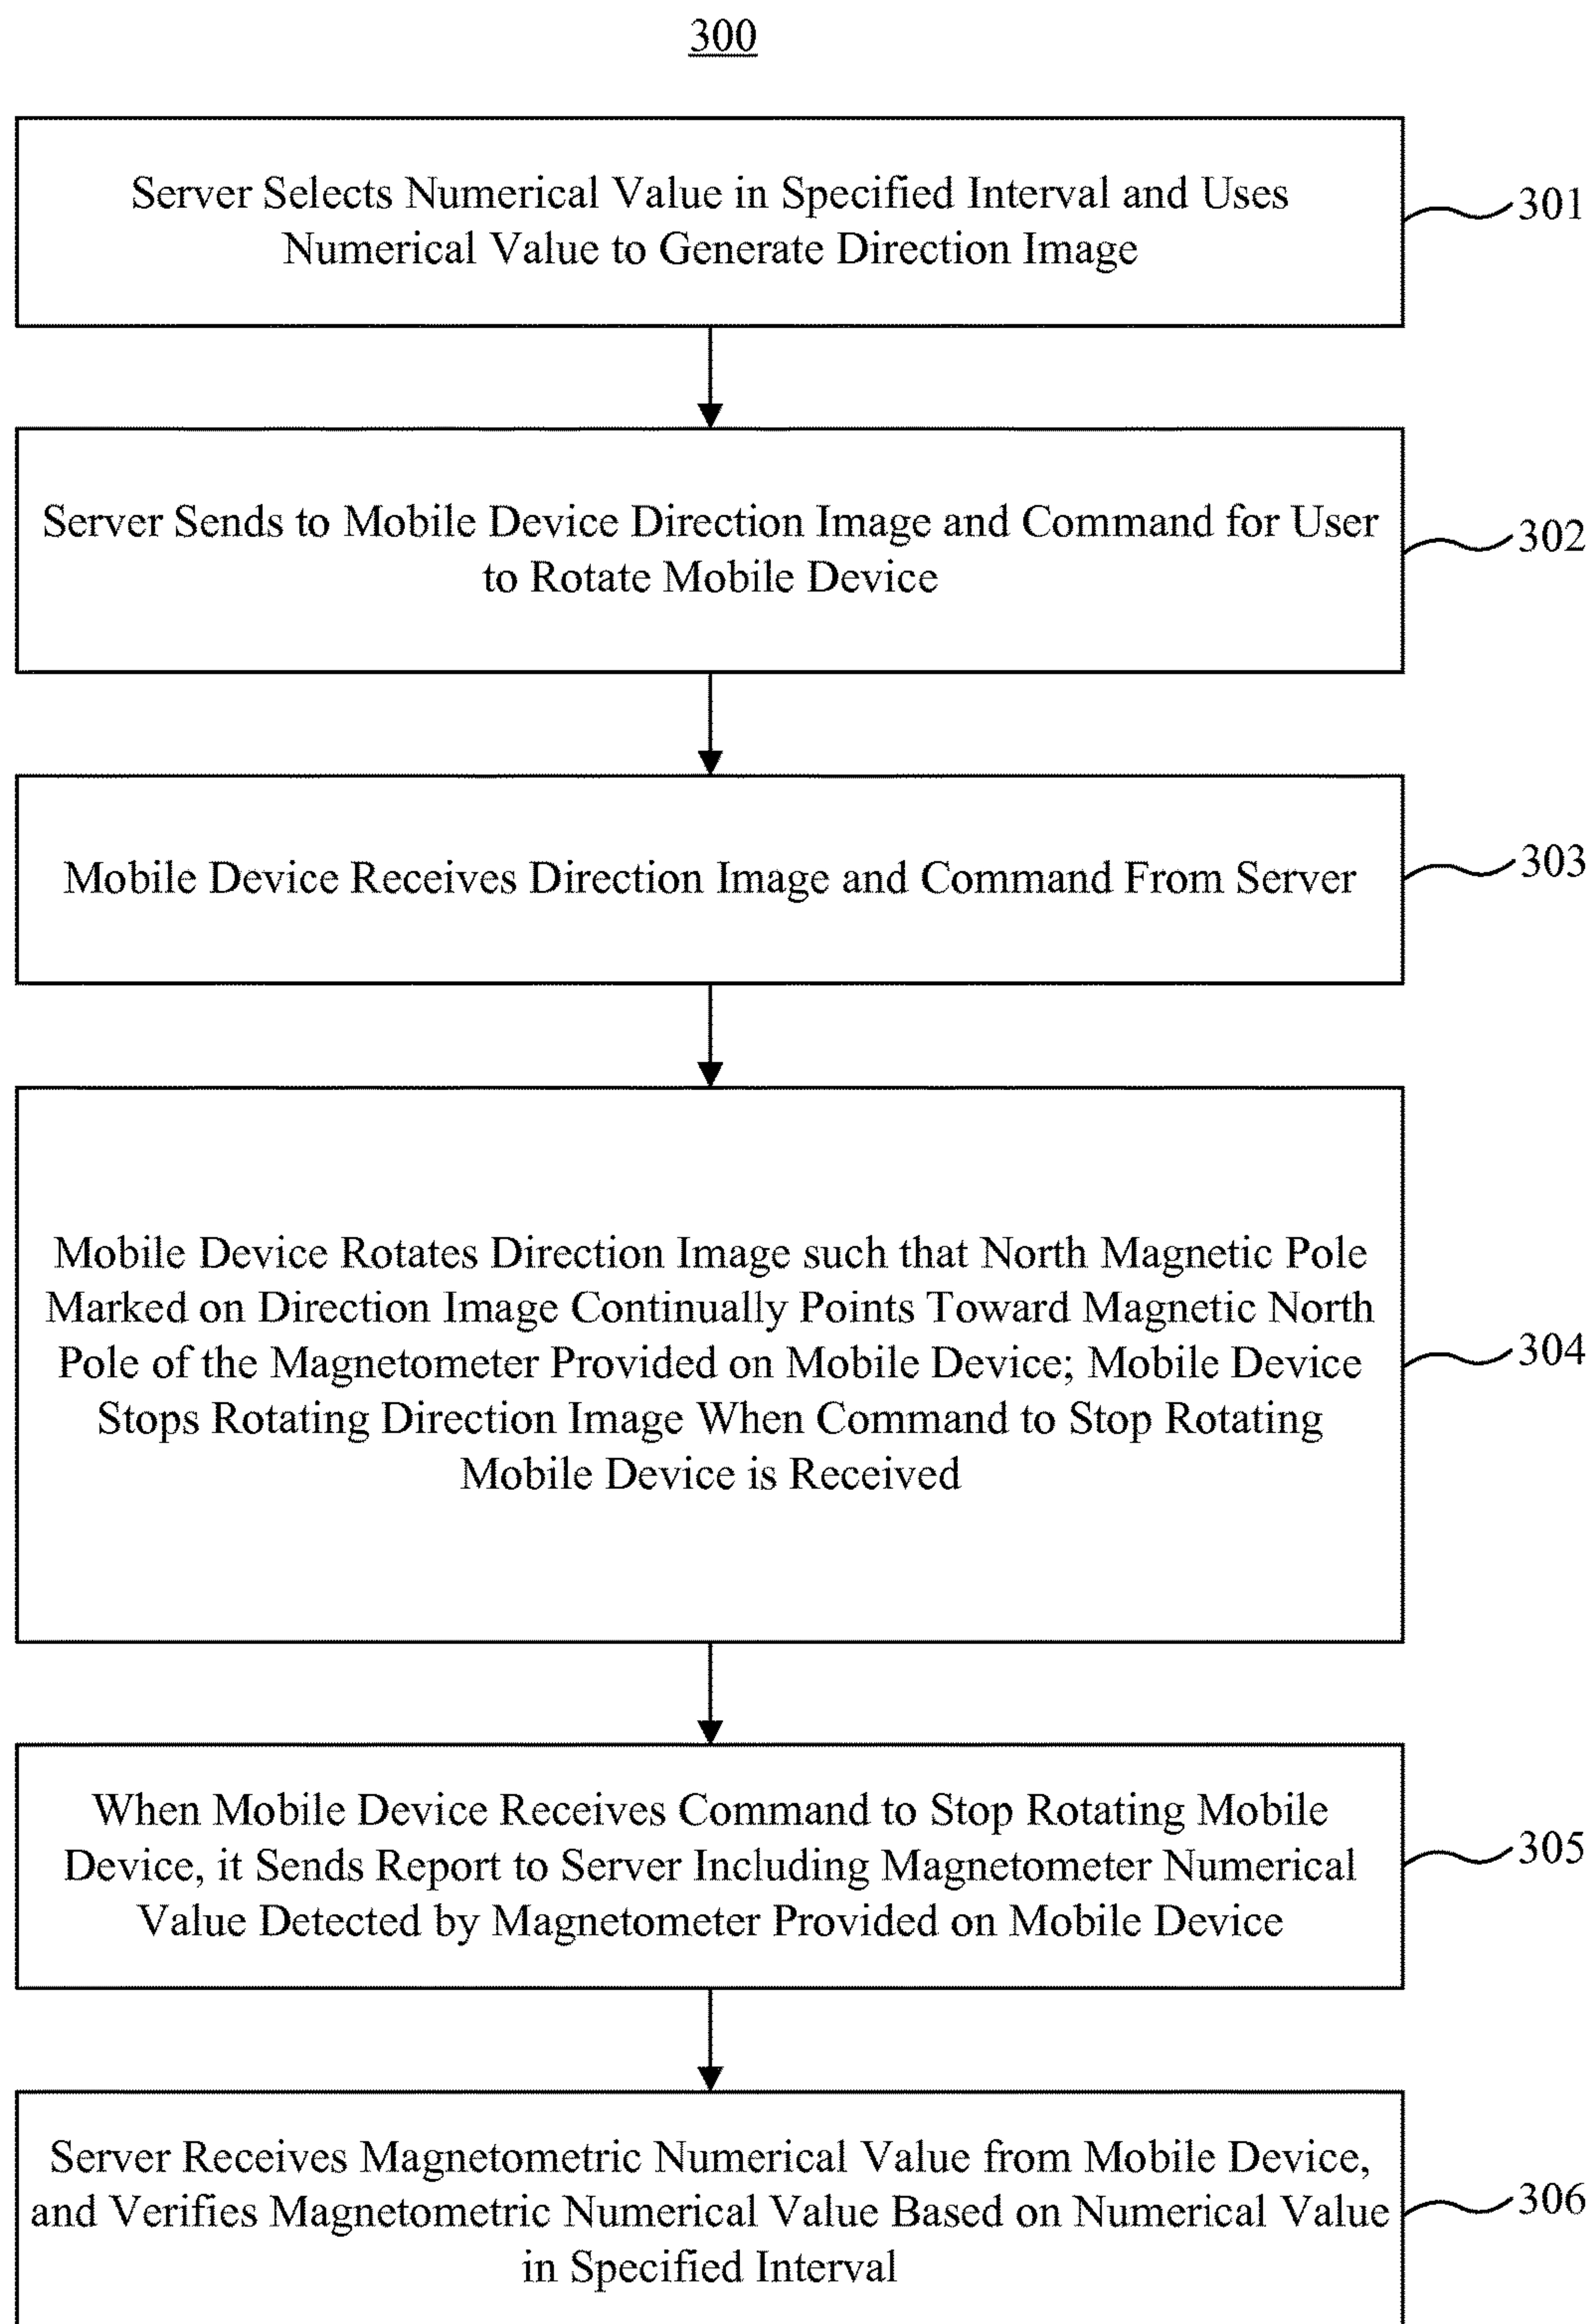 300
Server Selects Numerical Value in Specified Interval and Uses
Numerical Value to Generate Direction Image
301
Server Sends to Mobile Device Direction Image and Command for User
to Rotate Mobile Device
302
Mobile Device Receives Direction Image and Command From Server
303
Mobile Device Rotates Direction Image such that North Magnetic Pole
Marked on Direction Image Continually Points Toward Magnetic North
Pole of the Magnetometer Provided on Mobile Device; Mobile Device
Stops Rotating Direction Image When Command to Stop Rotating
Mobile Device is Received
304
When Mobile Device Receives Command to Stop Rotating Mobile
Device, it Sends Report to Server Including Magnetometer Numerical
Value Detected by Magnetometer Provided on Mobile Device
305
Server Receives Magnetometric Numerical Value from Mobile Device,
and Verifies Magnetometric Numerical Value Based on Numerical Value
in Specified Interval
306